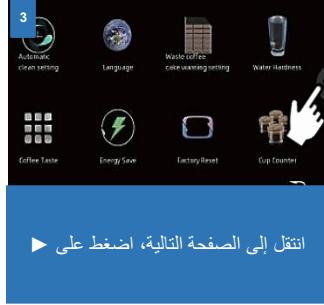 3
Automatic
clean setting
Language
Waste coffee
cake warning setting
Water Hardness
Coffee Taste
Energy Save
Factory Reset
Cup Counter
انتقل إلى الصفحة التالية، اضغط على ►